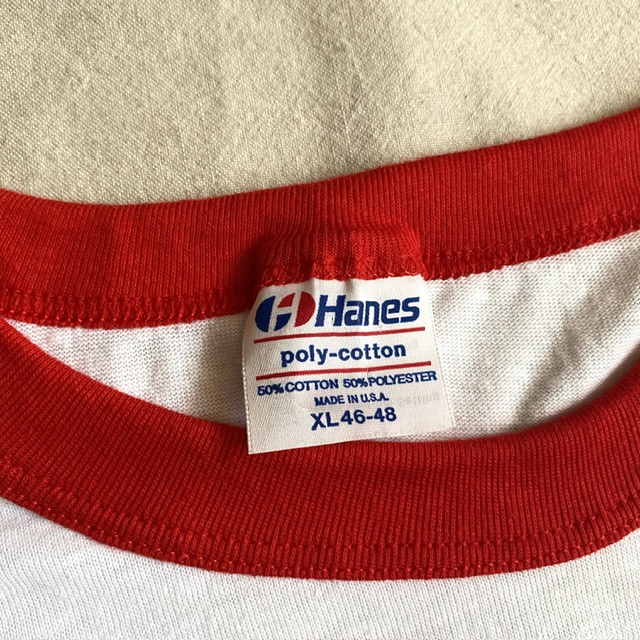 Hanes
poly-cotton
50% COTTON 50% POLYESTER
MADE IN U.S.A.
XL 46-48